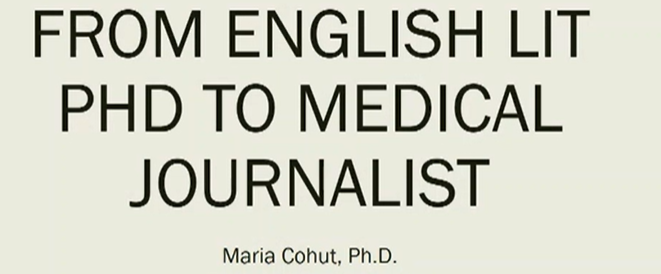 FROM ENGLISH LIT
PHD TO MEDICAL
JOURNALIST
Maria Cohut, Ph.D.